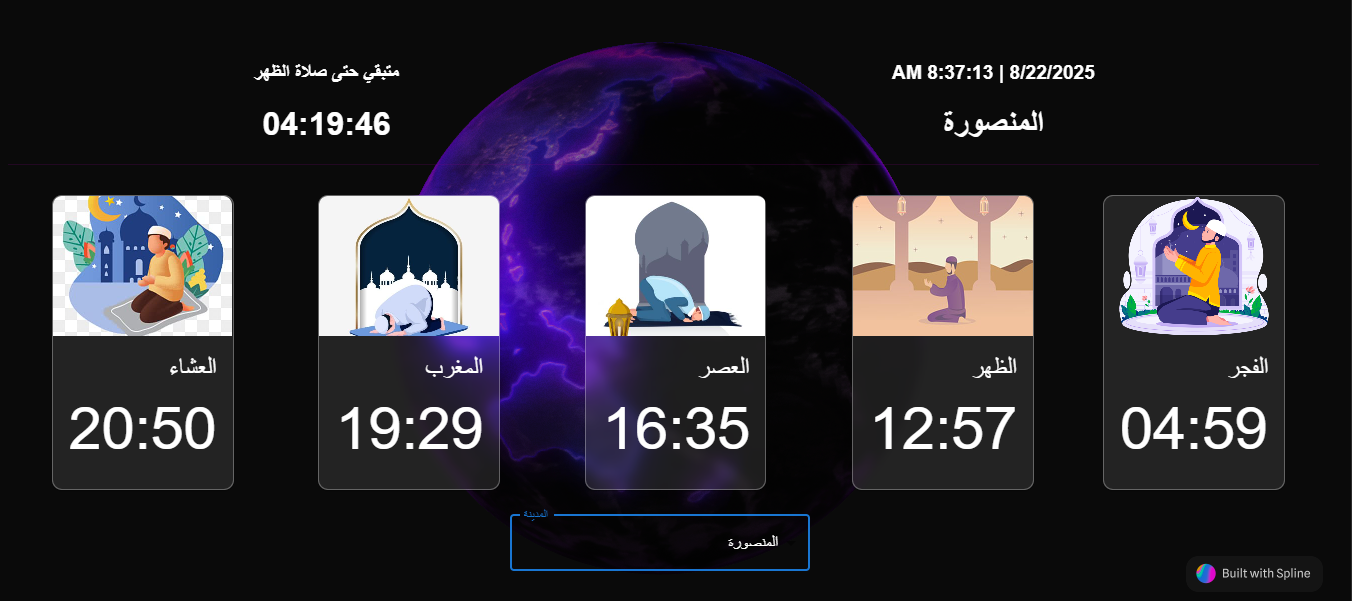 AM 8:37:13 | 8/22/2025
المنصورة
متبقي حتى صلاة الظهر
04:19:46
الفجر
04:59
الظهر
12:57
العصر
16:35
المغرب
19:29
العشاء
20:50
المدينه
المنصورة
Built with Spline